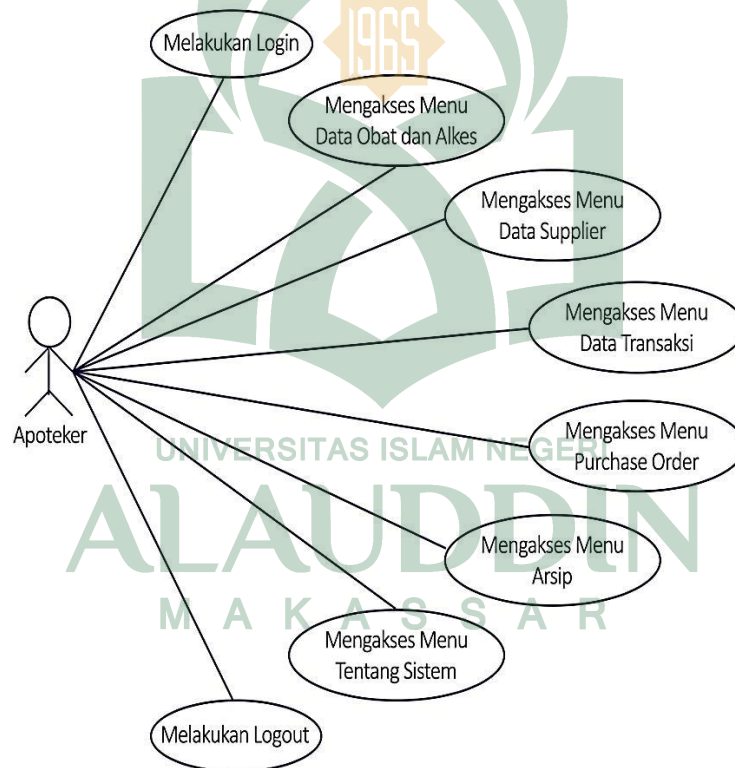 1965
Melakukan Login
Mengakses Menu
Data Obat dan Alkes
Mengakses Menu
Data Supplier
Mengakses Menu
Data Transaksi
Apoteker
Mengakses Menu
Purchase Order
UNIVERSITAS ISLAM NEGERI
ALAUDDIN
MAKASSAR
Mengakses Menu
Arsip
Mengakses Menu
Tentang Sistem
Melakukan Logout